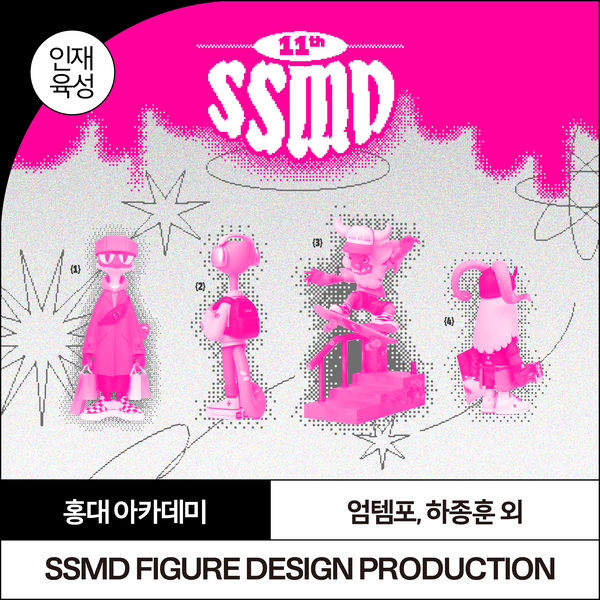 인재
육성
11th
SSMD
(1)
(2)
(3)
(4)
홍대 아카데미
엄템포, 하종훈 외
SSMD FIGURE DESIGN PRODUCTION